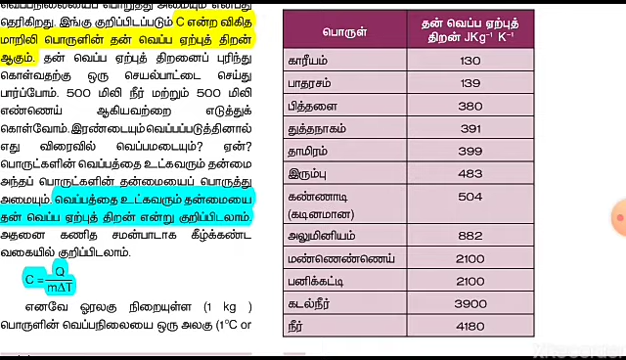 வெப்பநிலையைப் பொறுத்து அமையும் என்பது
தெரிகிறது. இங்கு குறிப்பிடப்படும் C என்ற விகித
மாறிலி பொருளின் தன் வெப்ப ஏற்புத் திறன்
ஆகும். தன் வெப்ப ஏற்புத் திறனைப் புரிந்து
கொள்வதற்கு ஒரு செயல்பாட்டை செய்து
பார்ப்போம். 500 மிலி நீர் மற்றும் 500 மிலி
எண்ணெய் ஆகியவற்றை எடுத்துக்
கொள்வோம்.இரண்டையும் வெப்பப்படுத்தினால்
எது விரைவில் வெப்பமடையும்? ஏன்?
பொருட்களின் வெப்பத்தை உட்கவரும் தன்மை
அந்தப் பொருட்களின் தன்மையைப் பொருத்து
அமையும். வெப்பத்தை உட்கவரும் தன்மையை
தன் வெப்ப ஏற்புத் திறன் என்று குறிப்பிடலாம்.
அதனை கணித சமன்பாடாக கீழ்க்கண்ட
வகையில் குறிப்பிடலாம்.
C = Q / mΔT
எனவே ஓரலகு நிறையுள்ள (1 kg )
பொருளின் வெப்பநிலையை ஒரு அலகு (1°C or
பொருள் தன் வெப்ப ஏற்புத்
திறன் JKg⁻¹ K⁻¹
காரீயம் 130
பாதரசம் 139
பித்தளை 380
துத்தநாகம் 391
தாமிரம் 399
இரும்பு 483
கண்ணாடி 504
(கடினமான)
அலுமினியம் 882
மண்ணெண்ணெய் 2100
பனிக்கட்டி 2100
கடல்நீர் 3900
நீர் 4180